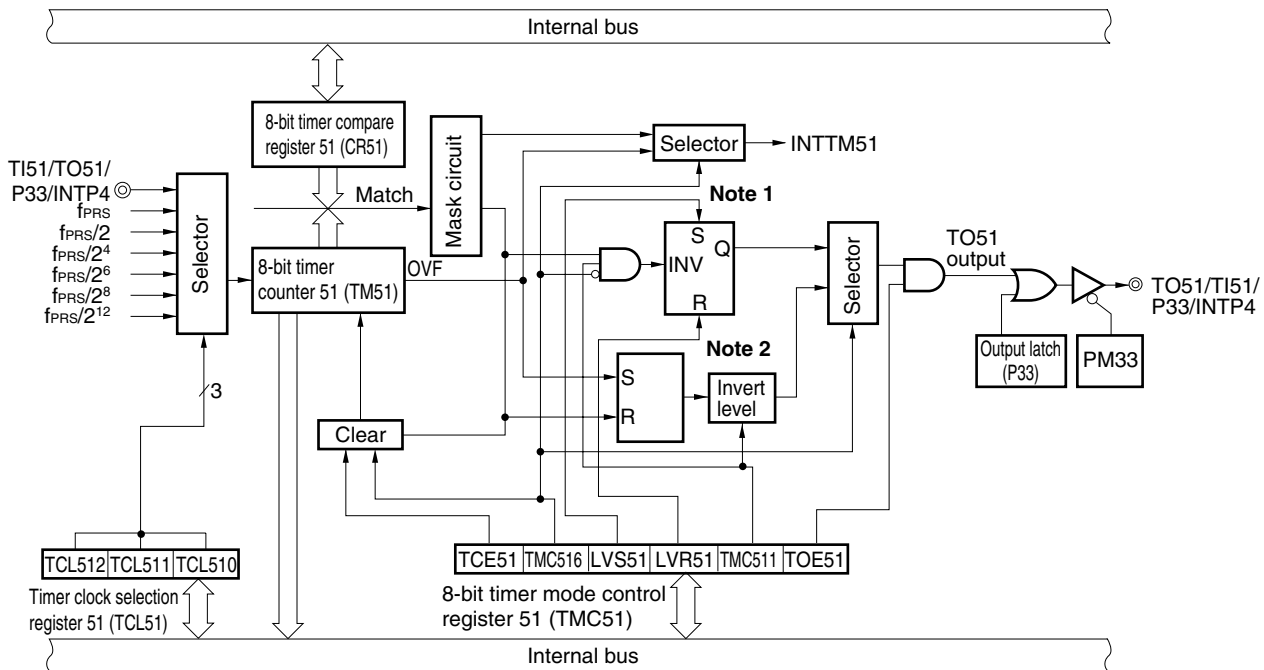 Internal bus
8-bit timer compare
register 51 (CR51)
Mask circuit
Selector
INTTM51
TI51/TO51/
P33/INTP4
fPRS
fPRS/2
fPRS/2⁴
fPRS/2⁶
fPRS/2⁸
fPRS/2¹²
Selector
Match
8-bit timer
counter 51 (TM51)
OVF
Note 1
S
Q
INV
R
Note 2
Selector
TO51
output
TO51/TI51/
P33/INTP4
Output latch
(P33)
PM33
S
R
Invert
level
3
Clear
TCL512 TCL511 TCL510
Timer clock selection
register 51 (TCL51)
TCE51 TMC516 LVS51 LVR51 TMC511 TOE51
8-bit timer mode control
register 51 (TMC51)
Internal bus